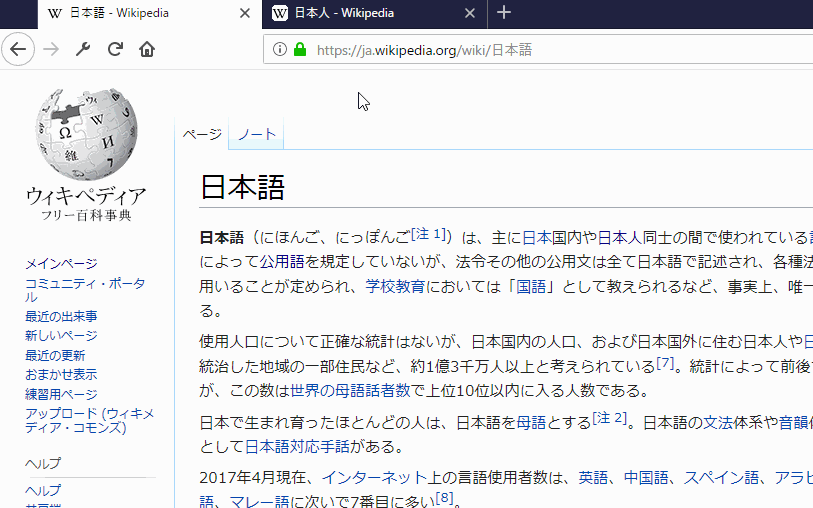 日本語 - Wikipedia
日本人 - Wikipedia
https://ja.wikipedia.org/wiki/日本語
ウィキペディア
フリー百科事典
メインページ
コミュニティ・ポータ
ル
最近の出来事
新しいページ
最近の更新
おまかせ表示
練習用ページ
アップロード (ウィキメ
ディア・コモンズ)
ヘルプ
ヘルプ
ページ
ノート
日本語
日本語（にほんご、にっぽんご[注 1]）は、主に日本国内や日本人同士の間で使われている
によって公用語を規定していないが、法令その他の公用文は全て日本語で記述され、各種法
用いることが定められ、学校教育においては「国語」として教えられるなど、事実上、唯一
る。
使用人口について正確な統計はないが、日本国内の人口、および日本国外に住む日本人や日
統治した地域の一部住民など、約1億3千万人以上と考えられている[7]。統計によって前後
が、この数は世界の母語話者数で上位10位以内に入る人数である。
日本で生まれ育ったほとんどの人は、日本語を母語とする[注 2]。日本語の文法体系や音韻
として日本語対応手話がある。
2017年4月現在、インターネット上の言語使用者数は、英語、中国語、スペイン語、アラビ
語、マレー語に次いで7番目に多い[8]。